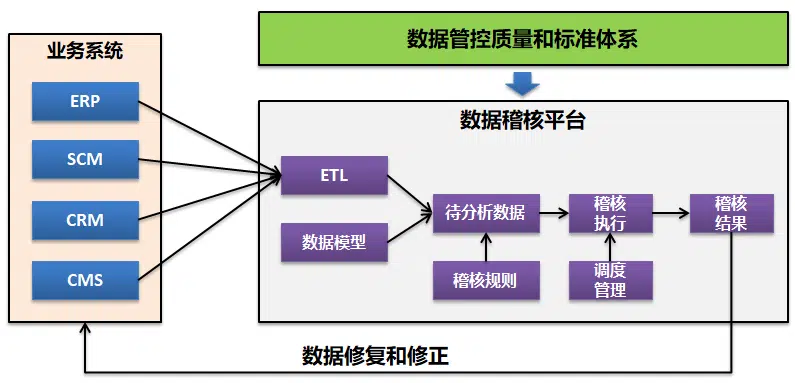 数据管控质量和标准体系
业务系统
ERP
SCM
CRM
CMS
数据稽核平台
ETL
数据模型
待分析数据
稽核规则
稽核
执行
调度
管理
稽核
结果
数据修复和修正